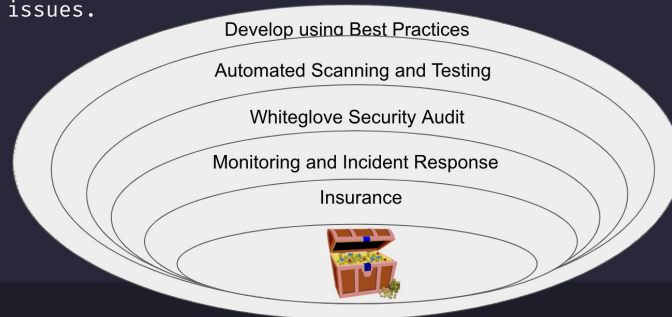 issues.
Develop using Best Practices
Automated Scanning and Testing
Whiteglove Security Audit
Monitoring and Incident Response
Insurance